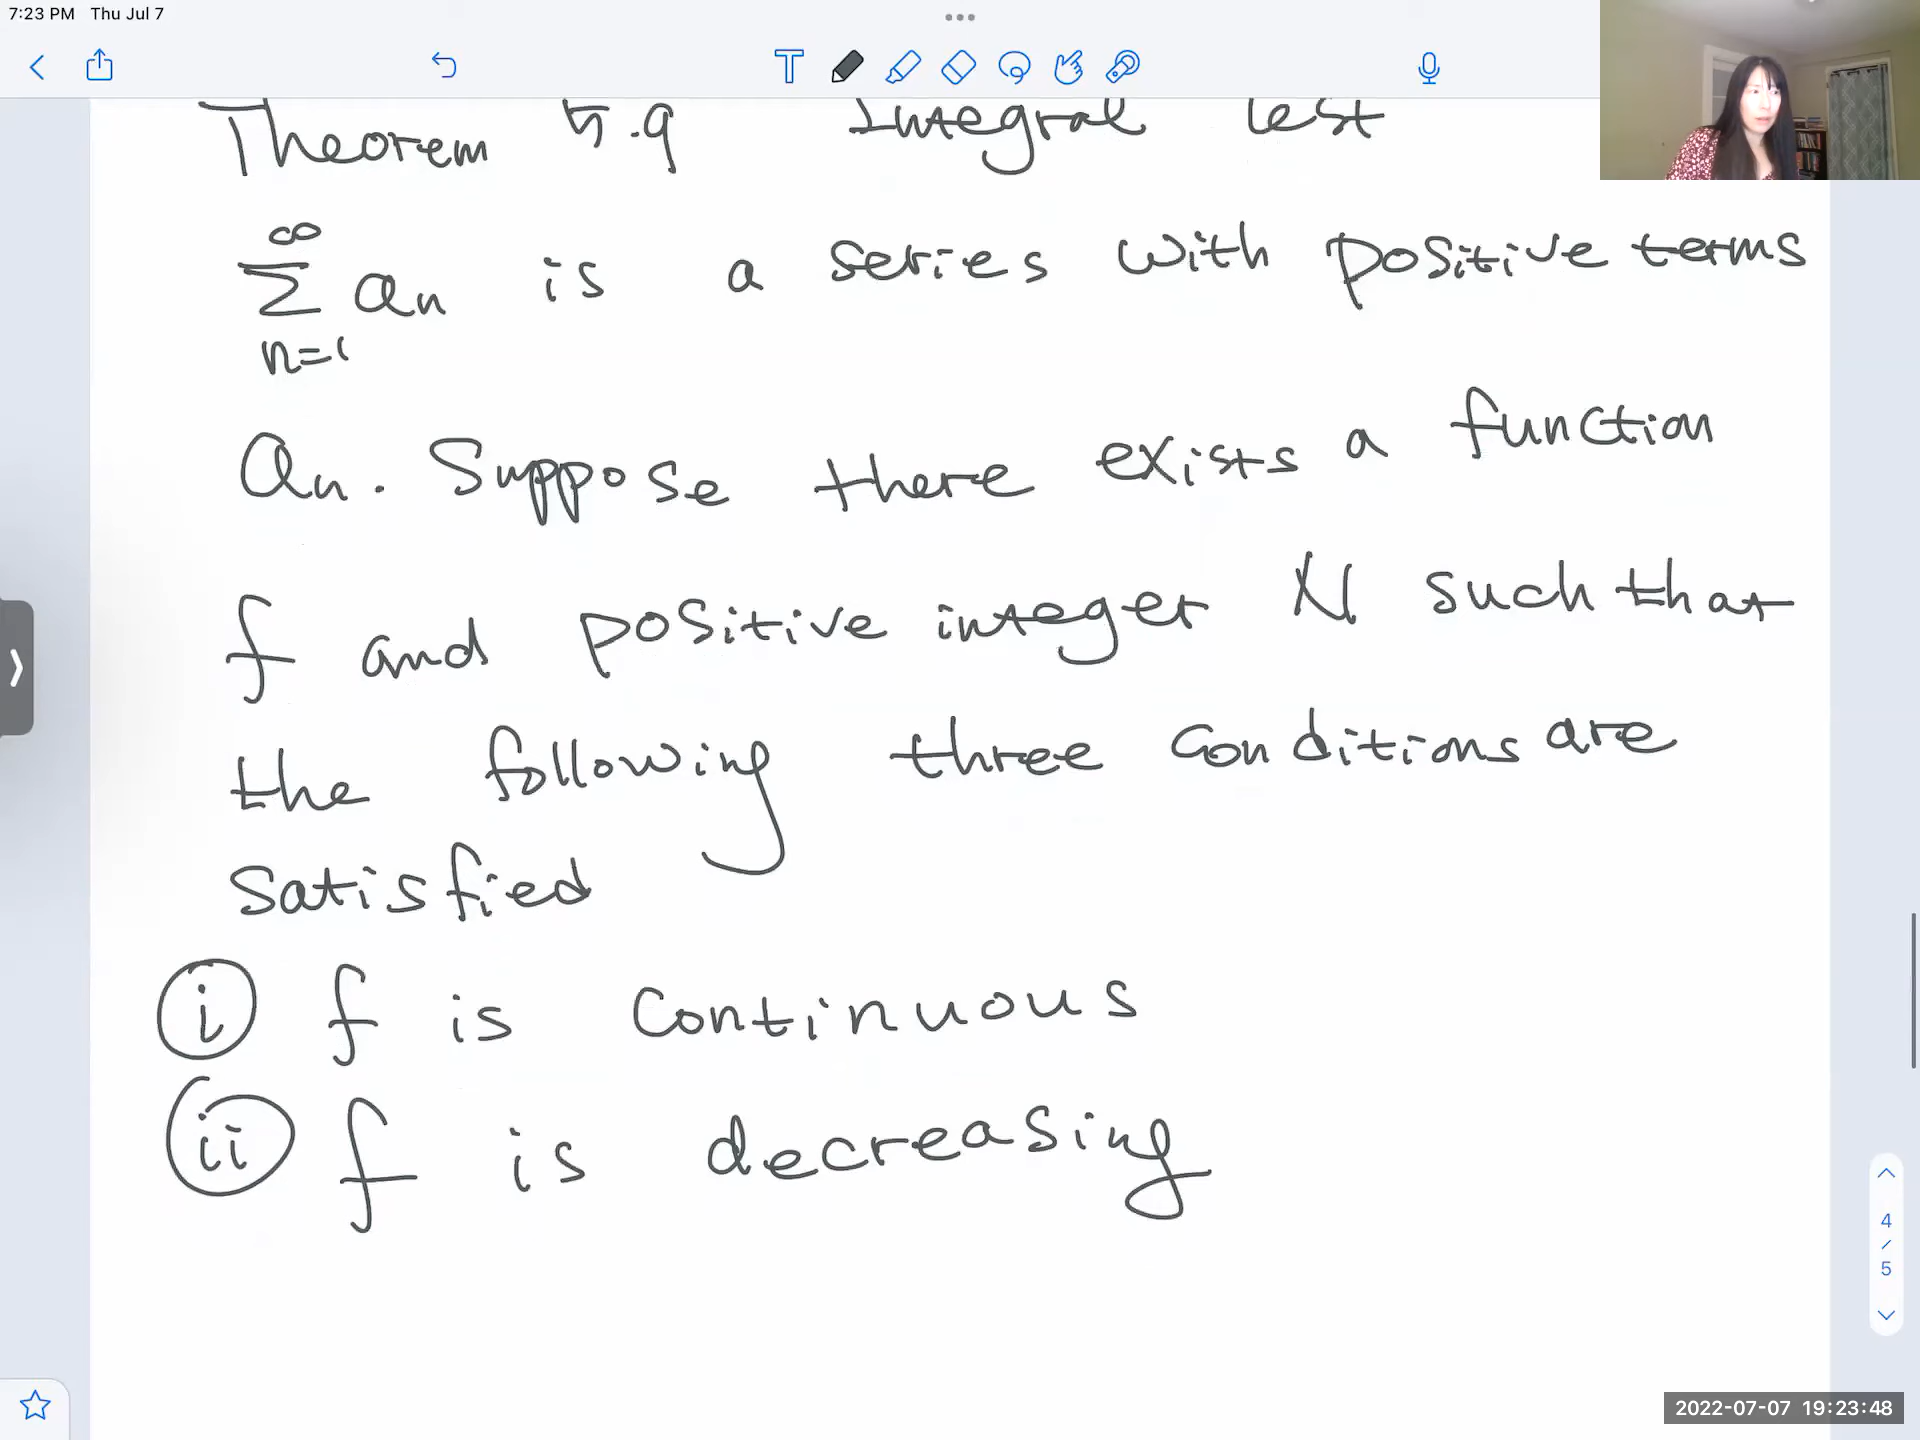 7:23 PM Thu Jul 7
Theorem 5.9 Integral test
∞
Σ an is a series with positive terms
n=1
an. Suppose there exists a function
f and positive integer N such that
the following three conditions are
satisfied
i f is continuous
ii f is decreasing
4
/
5
2022-07-07 19:23:48